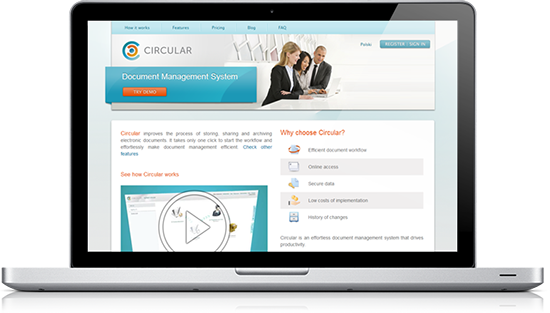 How it works Features Pricing Blog FAQ
CIRCULAR
Polski REGISTER / SIGN IN
Document Management System
TRY DEMO
Circular improves the process of storing, sharing and archiving
electronic documents. It takes only one click to start the workflow and
effortlessly make document management efficient. Check other
features
See how Circular works
Why choose Circular?
Efficient document workflow
Online access
Secure data
Low costs of implementation
History of changes
Circular is an effortless document management system that drives
productivity.